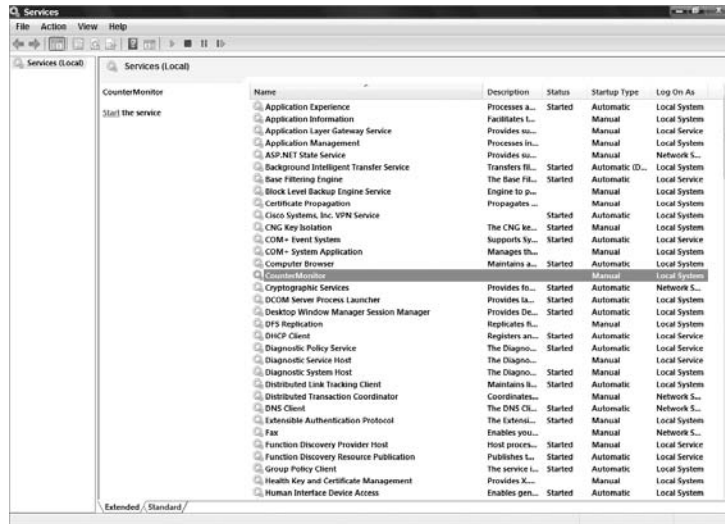 Services
File Action View Help
Services (Local)
Services (Local)
CounterMonitor
Start the service
Name Description Status Startup Type Log On As
Application Experience Processes a... Started Automatic Local System
Application Information Facilitates t... Manual Local System
Application Layer Gateway Service Provides su... Manual Local Service
Application Management Processes in... Manual Local System
ASP.NET State Service Provides su... Manual Network S...
Background Intelligent Transfer Service Transfers fil... Started Automatic (D... Local System
Base Filtering Engine The Base Fil... Started Automatic Local Service
Block Level Backup Engine Service Engine to p... Manual Local System
Certificate Propagation Propagates ... Manual Local System
Cisco Systems, Inc. VPN Service Started Automatic Local System
CNG Key Isolation The CNG ke... Started Manual Local System
COM+ Event System Supports Sy... Started Automatic Local Service
COM+ System Application Manages th... Manual Local System
Computer Browser Maintains a... Started Automatic Local System
CounterMonitor Manual Local System
Cryptographic Services Provides fo... Started Automatic Network S...
DCOM Server Process Launcher Provides la... Started Automatic Local System
Desktop Window Manager Session Manager Provides De... Started Automatic Local System
DFS Replication Replicates fi... Manual Local System
DHCP Client Registers an... Started Automatic Local Service
Diagnostic Policy Service The Diagno... Started Automatic Local Service
Diagnostic Service Host The Diagno... Manual Local Service
Diagnostic System Host The Diagno... Started Manual Local System
Distributed Link Tracking Client Maintains li... Started Automatic Local System
Distributed Transaction Coordinator Coordinates... Manual Network S...
DNS Client The DNS Cli... Started Automatic Network S...
Extensible Authentication Protocol The Extensi... Started Manual Local System
Fax Enables you... Manual Network S...
Function Discovery Provider Host Host proces... Started Manual Local Service
Function Discovery Resource Publication Publishes t... Started Automatic Local Service
Group Policy Client The service i... Started Automatic Local System
Health Key and Certificate Management Provides X.... Manual Local System
Human Interface Device Access Enables gen... Started Automatic Local System
Extended Standard